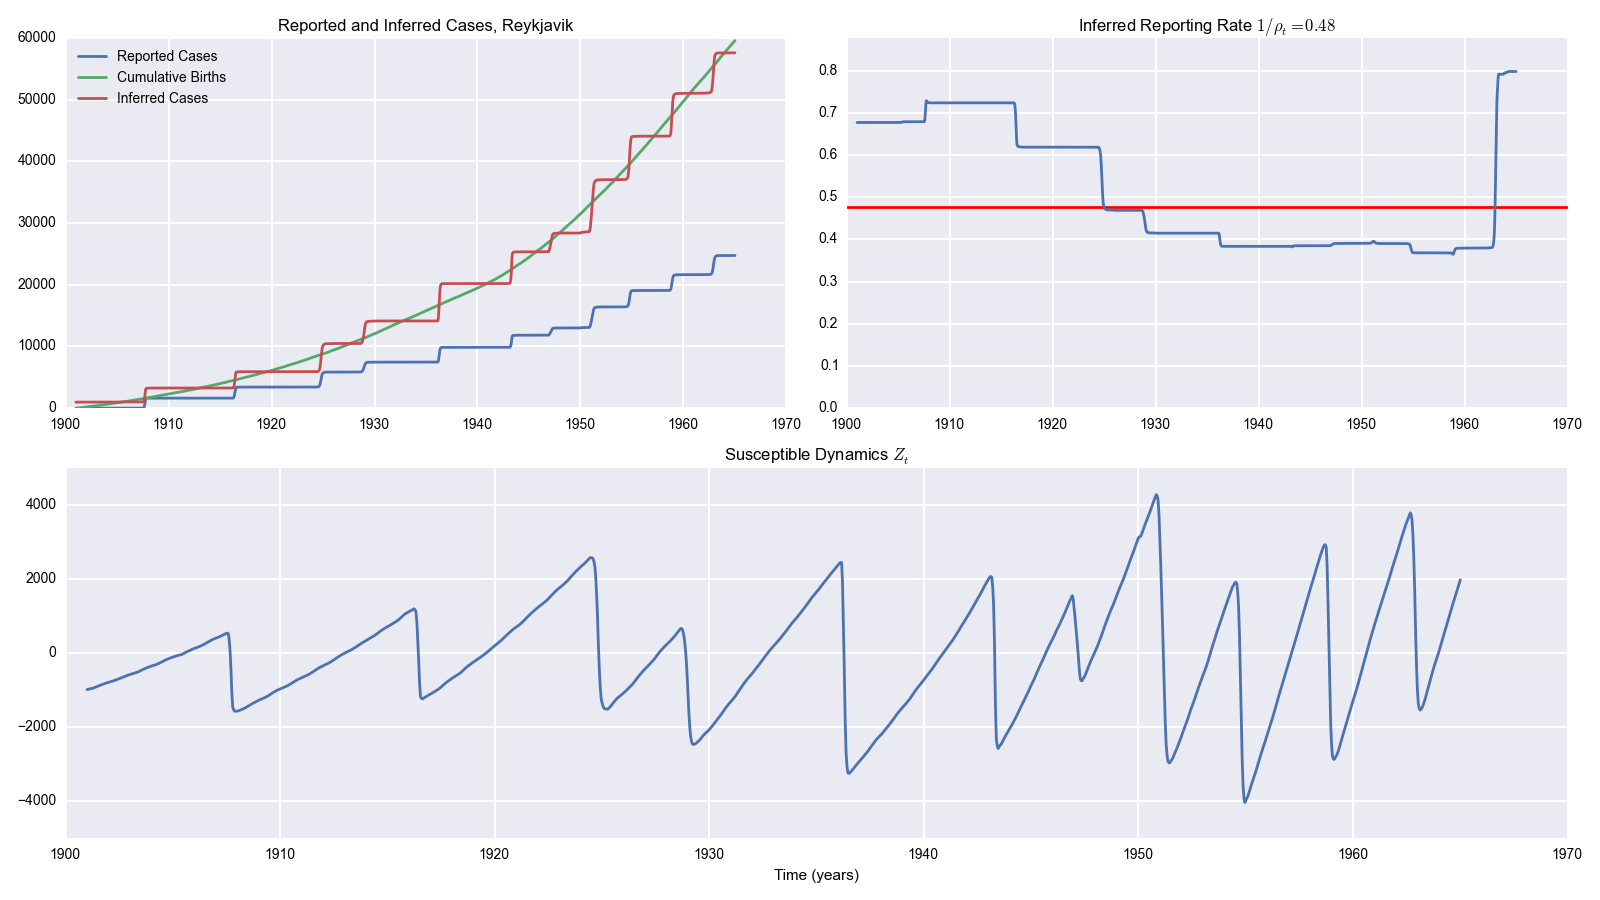 Reported and Inferred Cases, Reykjavik
60000
50000
40000
30000
20000
10000
0
Reported Cases
Cumulative Births
Inferred Cases
1900 1910 1920 1930 1940 1950 1960 1970
Inferred Reporting Rate 1/ρt =0.48
0.8
0.7
0.6
0.5
0.4
0.3
0.2
0.1
0.0
1900 1910 1920 1930 1940 1950 1960 1970
Susceptible Dynamics Zt
4000
2000
0
−2000
−4000
1900 1910 1920 1930 1940 1950 1960 1970
Time (years)